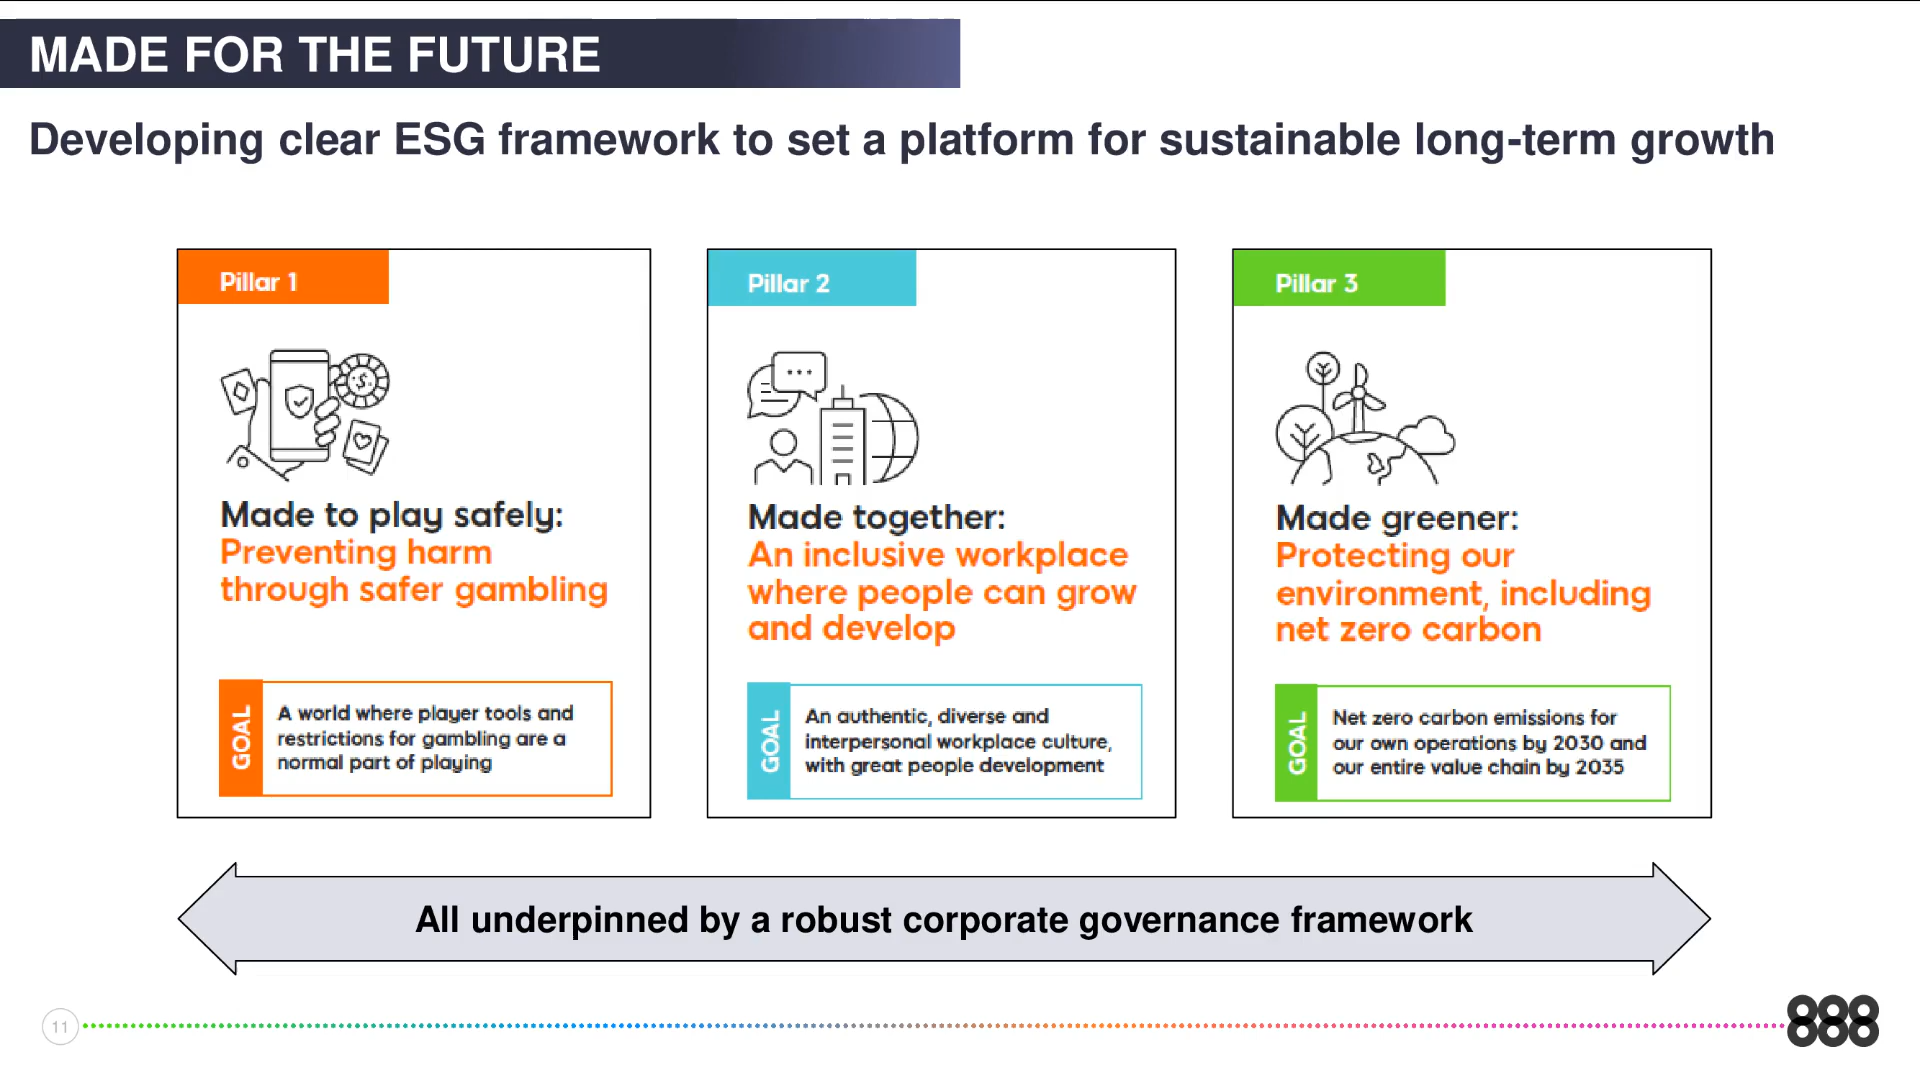 MADE FOR THE FUTURE
Developing clear ESG framework to set a platform for sustainable long-term growth
Pillar 1
Made to play safely:
Preventing harm
through safer gambling
GOAL
A world where player tools and
restrictions for gambling are a
normal part of playing
Pillar 2
Made together:
An inclusive workplace
where people can grow
and develop
GOAL
An authentic, diverse and
interpersonal workplace culture,
with great people development
Pillar 3
Made greener:
Protecting our
environment, including
net zero carbon
GOAL
Net zero carbon emissions for
our own operations by 2030 and
our entire value chain by 2035
All underpinned by a robust corporate governance framework
11
888